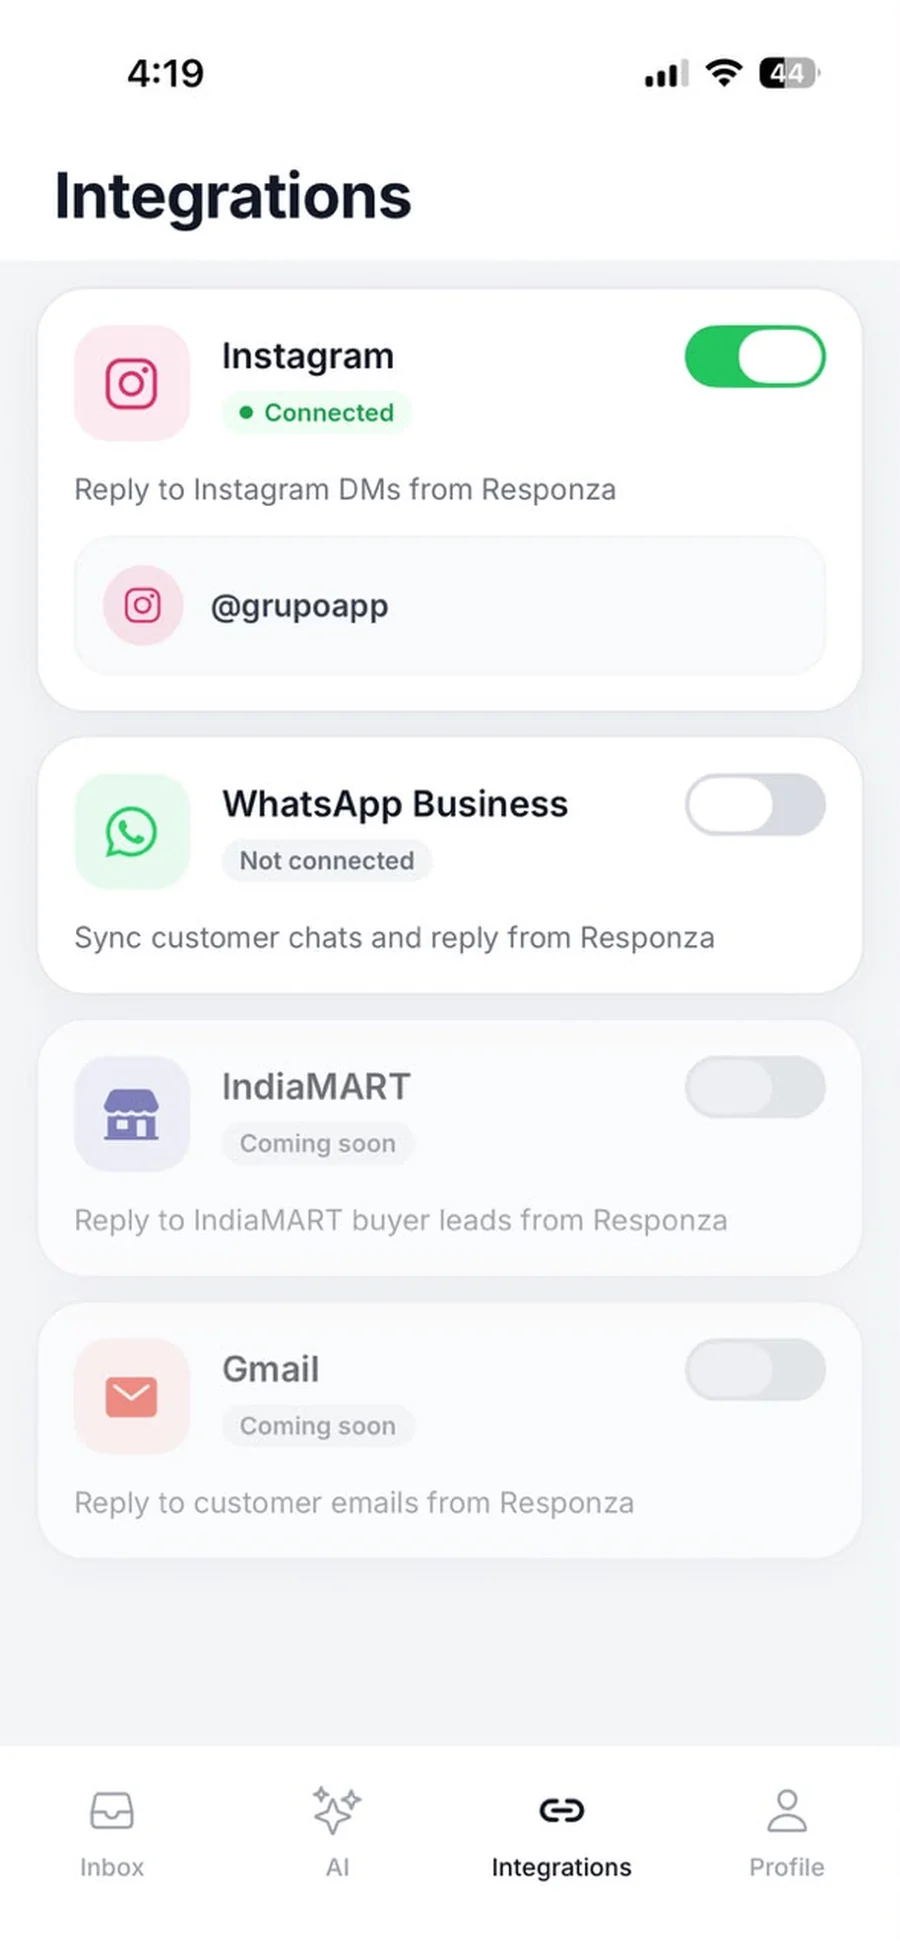 4:19
44
Integrations
Instagram
Connected
Reply to Instagram DMs from Responza
@grupoapp
WhatsApp Business
Not connected
Sync customer chats and reply from Responza
IndiaMART
Coming soon
Reply to IndiaMART buyer leads from Responza
Gmail
Coming soon
Reply to customer emails from Responza
Inbox
AI
Integrations
Profile